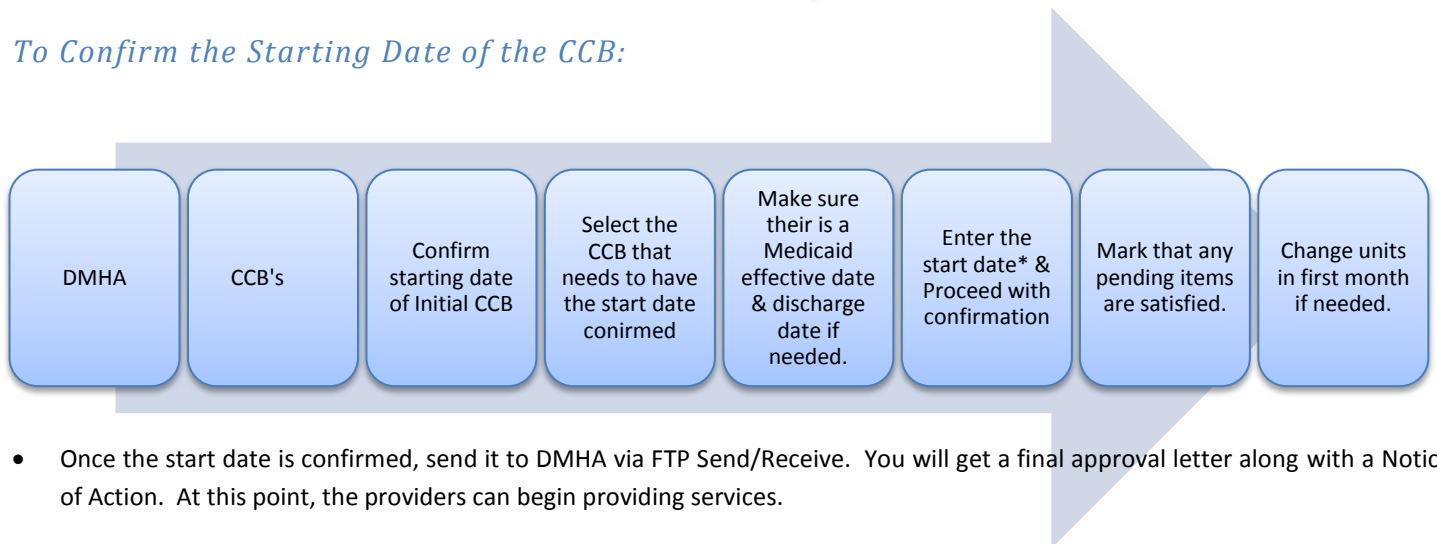 To Confirm the Starting Date of the CCB:
DMHA
CCB's
Confirm
starting date
of Initial CCB
Select the
CCB that
needs to have
the start date
conirmed
Make sure
their is a
Medicaid
effective date
& discharge
date if
needed.
Enter the
start date* &
Proceed with
confirmation
Mark that any
pending items
are satisfied.
Change units
in first month
if needed.
• Once the start date is confirmed, send it to DMHA via FTP Send/Receive. You will get a final approval letter along with a Notic
of Action. At this point, the providers can begin providing services.